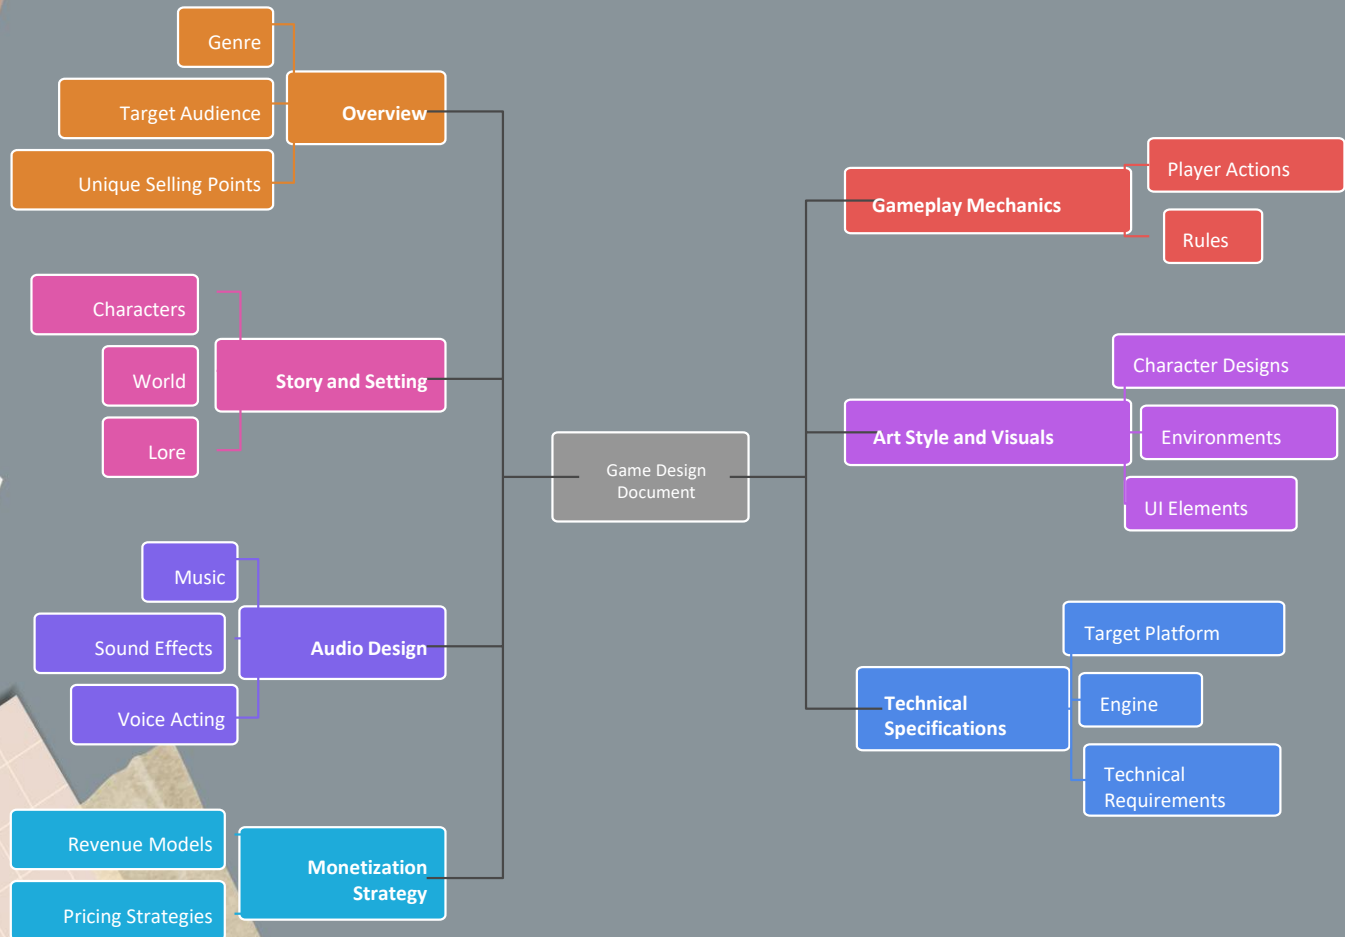 Genre
Target Audience
Overview
Unique Selling Points
Characters
World
Story and Setting
Lore
Music
Sound Effects
Audio Design
Voice Acting
Revenue Models
Monetization
Strategy
Pricing Strategies
Game Design
Document
Gameplay Mechanics
Player Actions
Rules
Character Designs
Art Style and Visuals
Environments
UI Elements
Target Platform
Technical
Specifications
Engine
Technical
Requirements